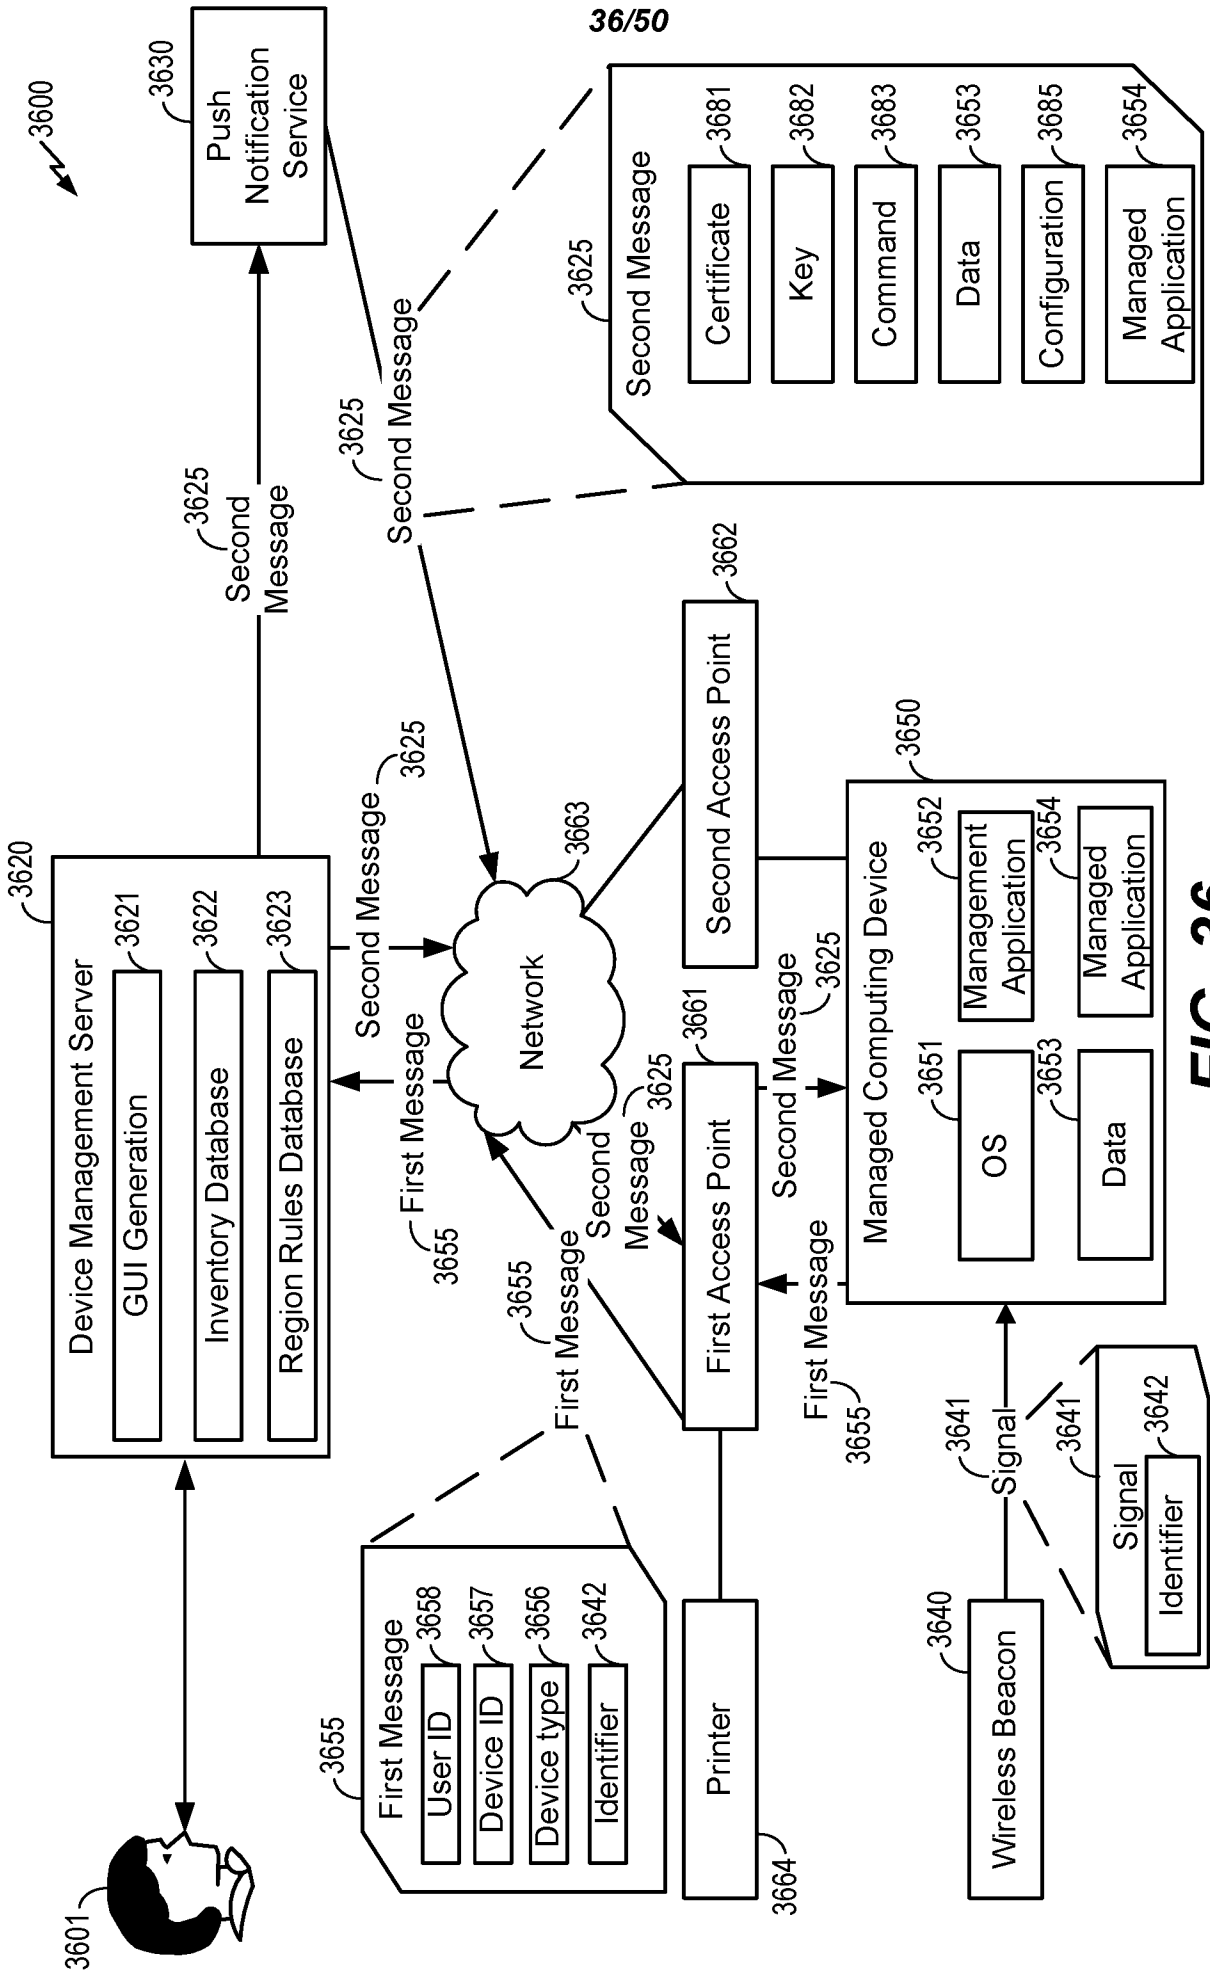 36/50
3600
3601
Device Management Server
3620
GUI Generation
3621
Inventory Database
3622
Region Rules Database
3623
3625
Second
Message
Push
Notification
Service
3630
First Message
3655
Second Message
3625
3625
Second Message
3625
Second Message
Certificate
3681
Key
3682
Command
3683
Data
3653
Configuration
3685
Managed
Application
3654
Network
3663
3655
First Message
User ID
3658
Device ID
3657
Device type
3656
Identifier
3642
3655
First Message
Second
Message
3625
Printer
3664
First Access Point
3661
Second Access Point
3662
First Message
3655
Second Message
3625
Managed Computing Device
3650
OS
3651
Management
Application
3652
Data
3653
Managed
Application
3654
Wireless Beacon
3640
3641
Signal
3641
Signal
Identifier
3642
FIG. 36